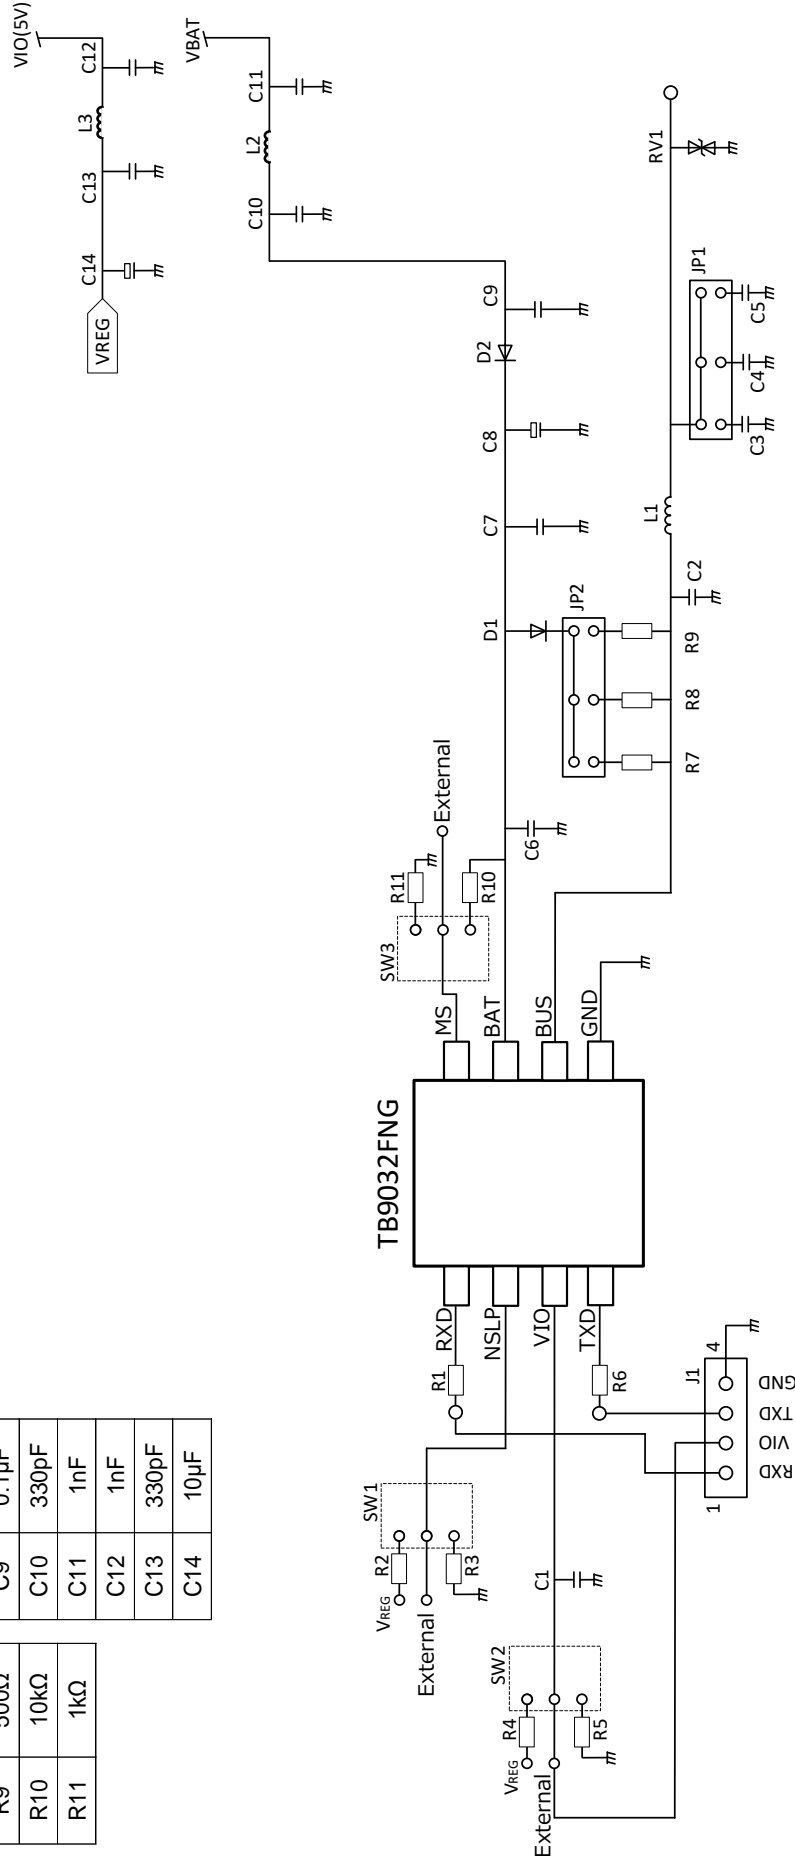 VIO(5V)
C12
L3
C13
C14
VREG
VBAT
C11
L2
C10
C9
D2
C8
C7
D1
C6
RV1
JP1
C5
C4
C3
L1
C2
JP2
R9
R8
R7
External
R11
R10
SW3
MS
BAT
BUS
GND
TB9032FNG
RXD
NSLP
VIO
TXD
R1
R6
J1
4
1
GND
TXD
VIO
RXD
SW1
R2
R3
VREG
External
C1
SW2
R4
R5
VREG
External
C9 0.1µF
C10 330pF
C11 1nF
C12 1nF
C13 330pF
C14 10µF
R9 500Ω
R10 10kΩ
R11 1kΩ